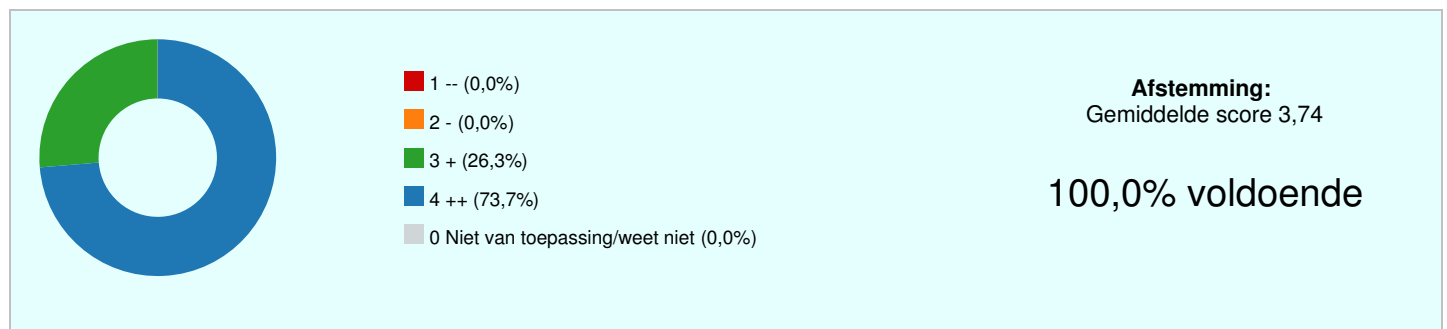 1 -- (0,0%)
2 - (0,0%)
3 + (26,3%)
4 ++ (73,7%)
0 Niet van toepassing/weet niet (0,0%)
Afstemming:
Gemiddelde score 3,74
100,0% voldoende